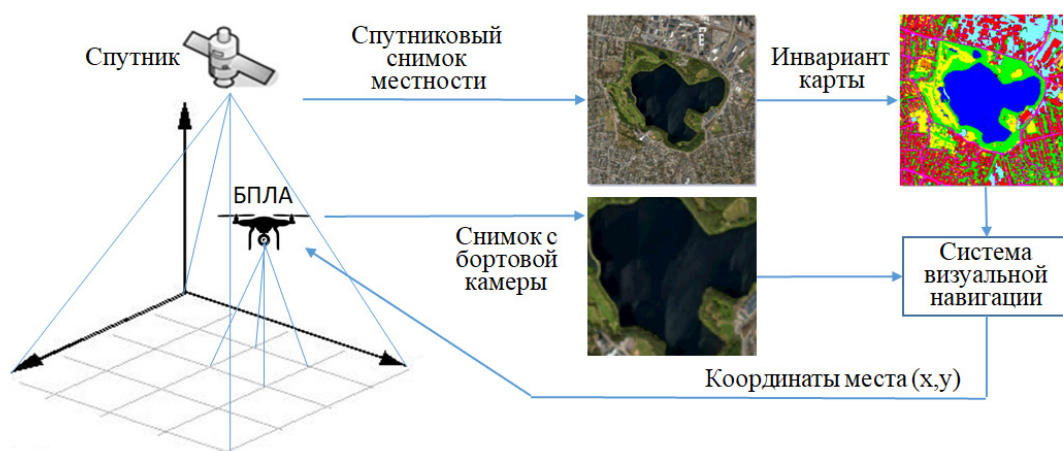 Спутник
Спутниковый
снимок
местности
Инвариант
карты
БПЛА
Снимок с
бортовой
камеры
Система
визуальной
навигации
Координаты места (x,y)